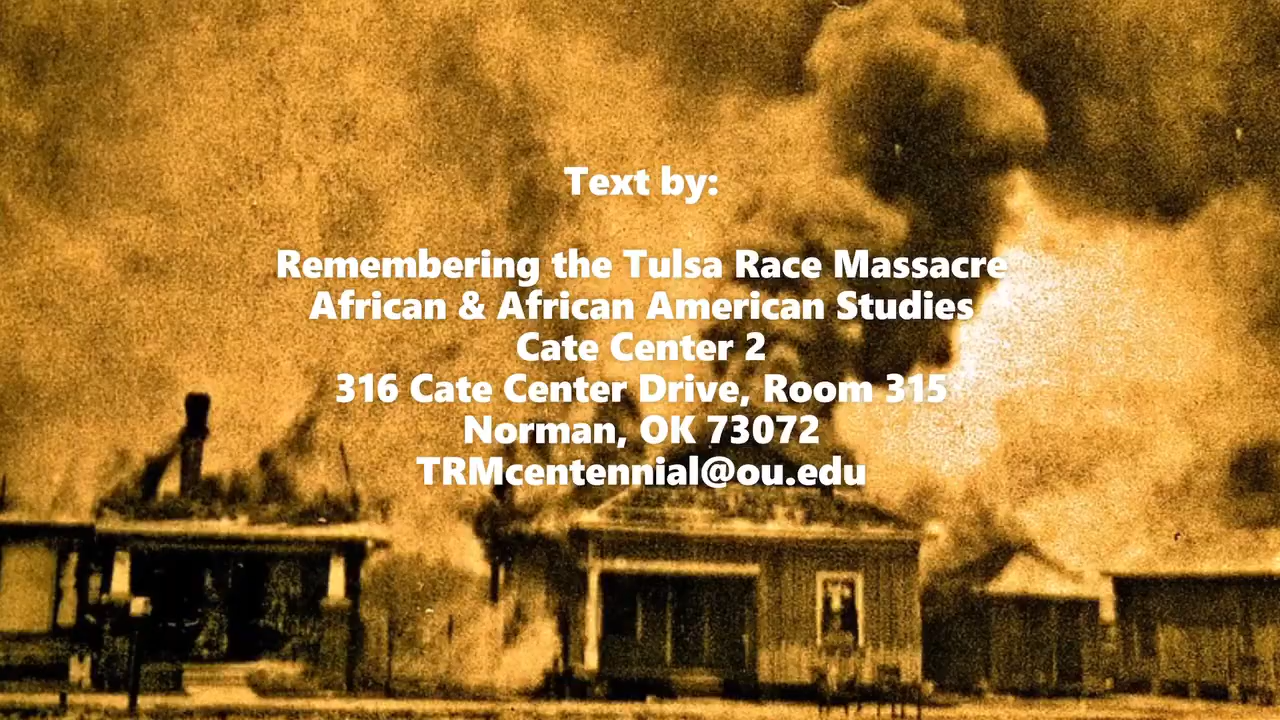 Text by:
Remembering the Tulsa Race Massacre
African & African American Studies
Cate Center 2
316 Cate Center Drive, Room 315
Norman, OK 73072
TRMcentennial@ou.edu